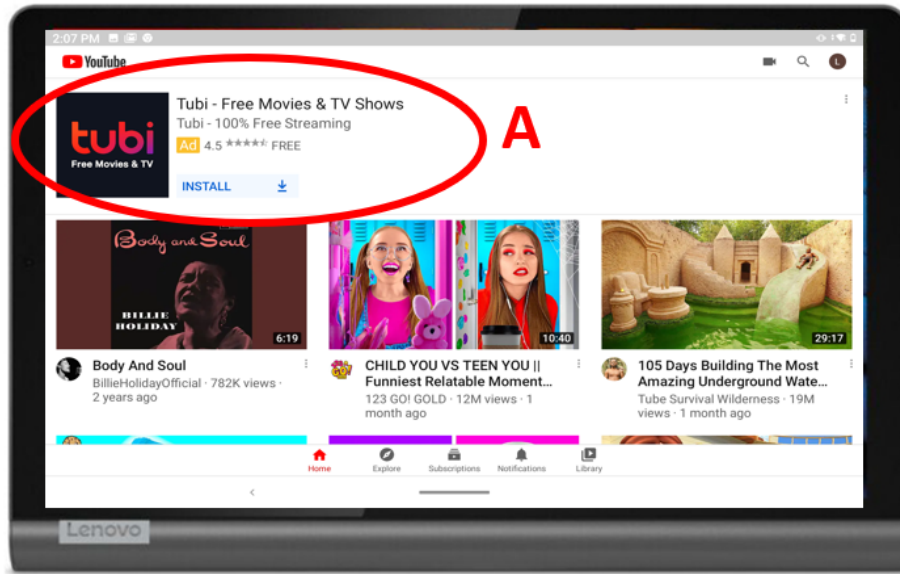 2:07 PM
YouTube
L
tubi
Free Movies & TV
Tubi - Free Movies & TV Shows
Tubi - 100% Free Streaming
Ad 4.5 FREE
INSTALL
A
Body and Soul
BILLIE
HOLIDAY
6:19
10:40
29:17
Body And Soul
BillieHolidayOfficial · 782K views ·
2 years ago
GO!
CHILD YOU VS TEEN YOU ||
Funniest Relatable Moment...
123 GO! GOLD · 12M views · 1
month ago
105 Days Building The Most
Amazing Underground Wate...
Tube Survival Wilderness · 19M
views · 1 month ago
Home
Explore
Subscriptions
Notifications
Library
Lenovo